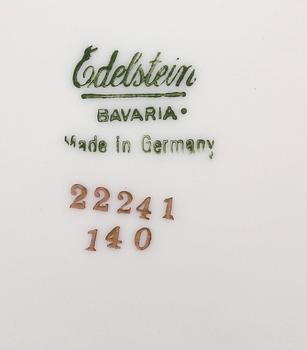 Edelstein
BAVARIA•
Made in Germany
22241
140